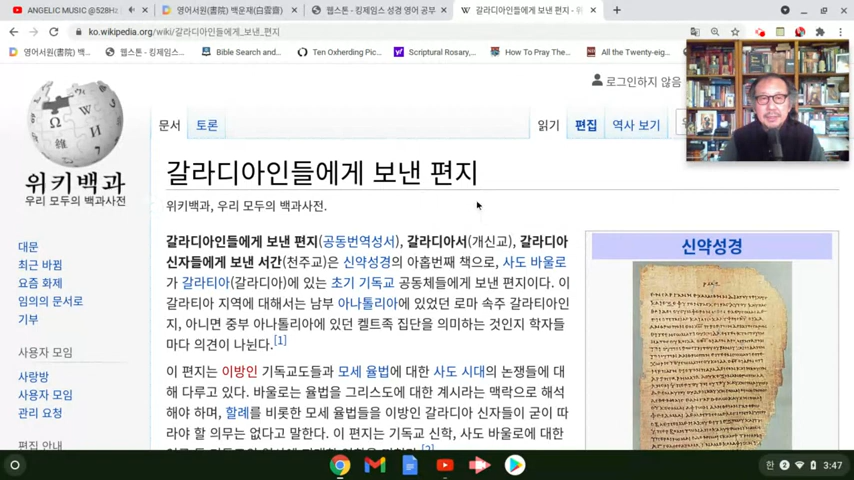 ANGELIC MUSIC @528Hz
영어서원(書院) 백운재(白雲齋)
웹스톤 - 킹제임스 성경 영어 공부
갈라디아인들에게 보낸 편지 - 위
ko.wikipedia.org/wiki/갈라디아인들에게_보낸_편지
영어서원(書院) 백...
웹스톤 - 킹제임스...
Bible Search and...
Ten Oxherding Pic...
Scriptural Rosary,...
How To Pray The...
All the Twenty-eig...
로그인하지 않음
문서
토론
읽기
편집
역사 보기
위키백과
우리 모두의 백과사전
갈라디아인들에게 보낸 편지
위키백과, 우리 모두의 백과사전.
갈라디아인들에게 보낸 편지(공동번역성서), 갈라디아서(개신교), 갈라디아
신자들에게 보낸 서간(천주교)은 신약성경의 아홉번째 책으로, 사도 바울로
가 갈라티아(갈라디아)에 있는 초기 기독교 공동체들에게 보낸 편지이다. 이
갈라티아 지역에 대해서는 남부 아나톨리아에 있었던 로마 속주 갈라티아인
지, 아니면 중부 아나톨리아에 있던 켈트족 집단을 의미하는 것인지 학자들
마다 의견이 나뉜다.[1]
이 편지는 이방인 기독교도들과 모세 율법에 대한 사도 시대의 논쟁들에 대
해 다루고 있다. 바울로는 율법을 그리스도에 대한 계시라는 맥락으로 해석
해야 하며, 할례를 비롯한 모세 율법들을 이방인 갈라디아 신자들이 굳이 따
라야 할 의무는 없다고 말한다. 이 편지는 기독교 신학, 사도 바울로에 대한
신약성경
대문
최근 바뀜
요즘 화제
임의의 문서로
기부
사용자 모임
사랑방
사용자 모임
관리 요청
편집 안내
한
2
3:47